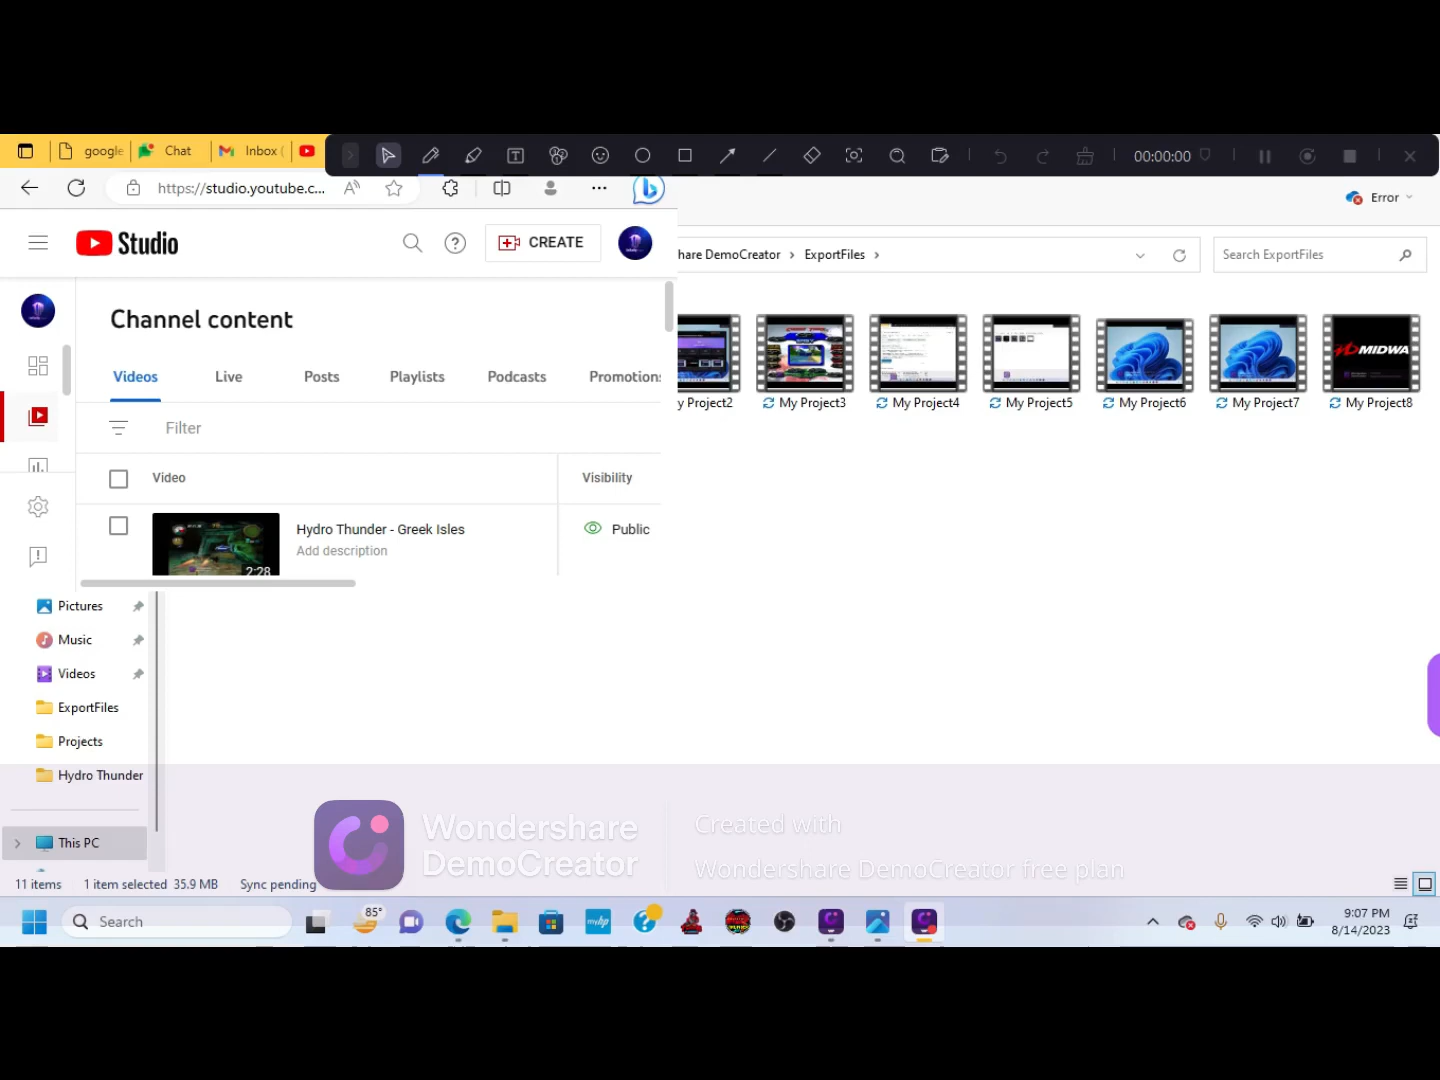 google
Chat
Inbox (
00:00:00
https://studio.youtube.c...
Error
Studio
CREATE
hare DemoCreator > ExportFiles >
Search ExportFiles
Channel content
Videos
Live
Posts
Playlists
Podcasts
Promotions
y Project2
My Project3
My Project4
My Project5
My Project6
My Project7
My Project8
MIDWA
Filter
Video
Visibility
Hydro Thunder - Greek Isles
Add description
2:28
Public
Pictures
Music
Videos
ExportFiles
Projects
Hydro Thunder
This PC
Wondershare
DemoCreator
Created with
Wondershare DemoCreator free plan
11 items
1 item selected 35.9 MB
Sync pending
Search
85°
myhp
9:07 PM
8/14/2023